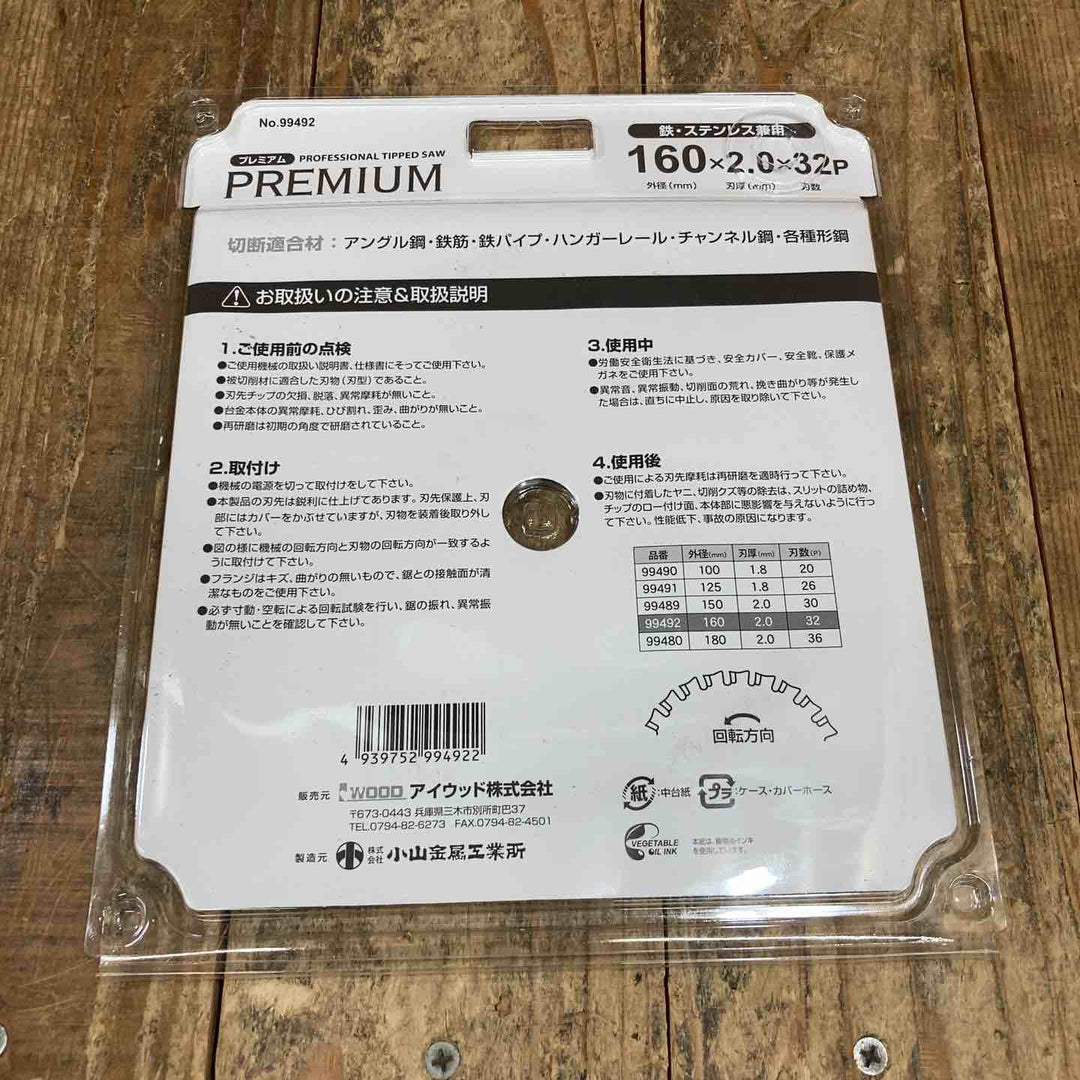 No.99492
プレミアム PROFESSIONAL TIPPED SAW
PREMIUM
鉄・ステンレス兼用
160×2.0×32P
外径(mm) 刃厚(mm) 刃数
切断適合材：アングル鋼・鉄筋・鉄パイプ・ハンガーレール・チャンネル鋼・各種形鋼
お取扱いの注意&取扱説明
1.ご使用前の点検
●ご使用機械の取扱い説明書、仕様書にそってご使用下さい。
●被切削材に適合した刃物(刃型)であること。
●刃先チップの欠損、脱落、異常摩耗が無いこと。
●台金本体の異常摩耗、ひび割れ、歪み、曲がりが無いこと。
●再研磨は初期の角度で研磨されていること。
2.取付け
●機械の電源を切って取付けをして下さい。
●本製品の刃先は鋭利に仕上げてあります。刃先保護上、刃
部にはカバーをかぶせていますが、刃物を装着後取り外し
て下さい。
●図の様に機械の回転方向と刃物の回転方向が一致するよ
うに取付けて下さい。
●フランジはキズ、曲がりの無いもので、鋸との接触面が清
潔なものをご使用下さい。
●必ず寸動・空転による回転試験を行い、鋸の振れ、異常振
動が無いことを確認して下さい。
3.使用中
●労働安全衛生法に基づき、安全カバー、安全靴、保護メ
ガネをご使用下さい。
●異常音、異常振動、切削面の荒れ、挽き曲がり等が発生し
た場合は、直ちに中止し、原因を取り除いて下さい。
4.使用後
●ご使用による刃先摩耗は再研磨を適時行って下さい。
●刃物に付着したヤニ、切削クズ等の除去は、スリットの詰め物、
チップのロー付け面、本体部に悪影響を与えないように行っ
て下さい。性能低下、事故の原因になります。
品番 外径(mm) 刃厚(mm) 刃数(P)
99490 100 1.8 20
99491 125 1.8 26
99489 150 2.0 30
99492 160 2.0 32
99480 180 2.0 36
回転方向
4 939752 994922
販売元 WOOD アイウッド株式会社
〒673-0443 兵庫県三木市別所町巴37
TEL.0794-82-6273 FAX.0794-82-4501
製造元 株式会社 小山金属工業所
紙:中台紙 プラ:ケース・カバーホース
VEGETABLE
OIL INK
本紙は、植物油インキ
を使用しています。